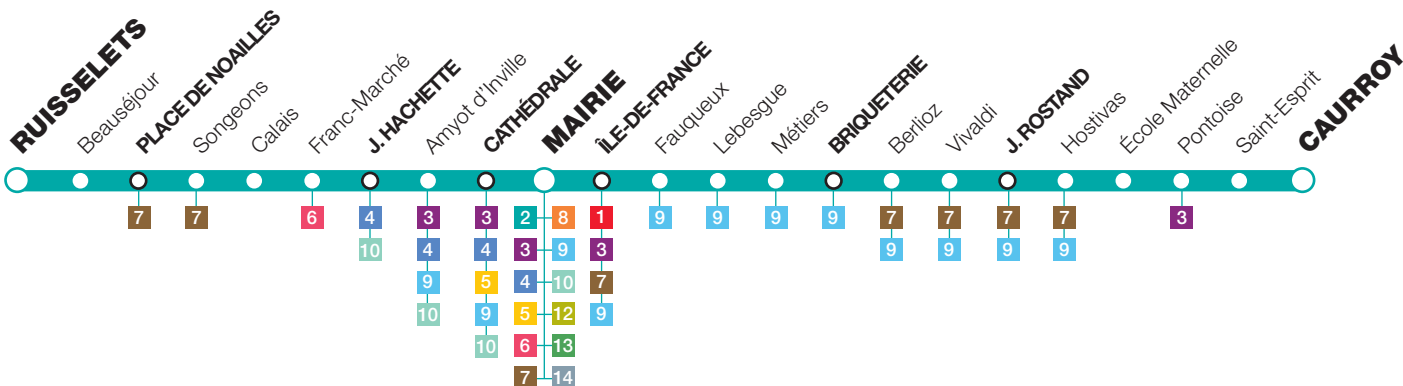 RUISSELETS
Beauséjour
PLACE DE NOAILLES
Songeons
Calais
Franc-Marché
J. HACHETTE
Amyot d'Inville
CATHÉDRALE
MAIRIE
ÎLE-DE-FRANCE
Fauqueux
Lebesgue
Métiers
BRIQUETERIE
Berlioz
Vivaldi
J. ROSTAND
Hostivas
École Maternelle
Pontoise
Saint-Esprit
CAURROY
7 7 6 4 3 3 2 8 1 9 9 9 9 7 7 7 7 3
10 4 4 3 9 3 9 9 9 9
9 5 4 10 7
10 9 5 12 9
10 6 13
7 14